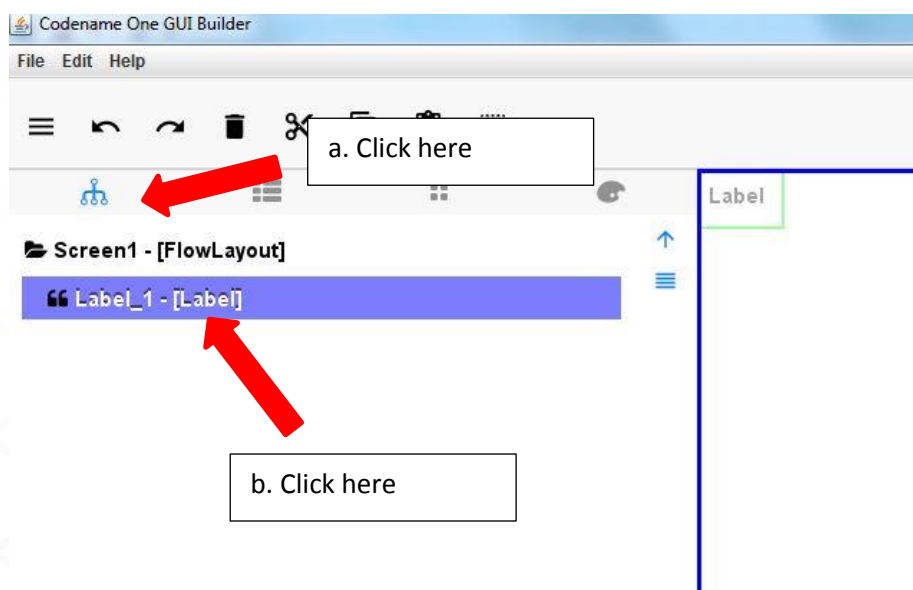 Codename One GUI Builder
File Edit Help
a. Click here
Label
Screen1 - [FlowLayout]
Label_1 - [Label]
b. Click here